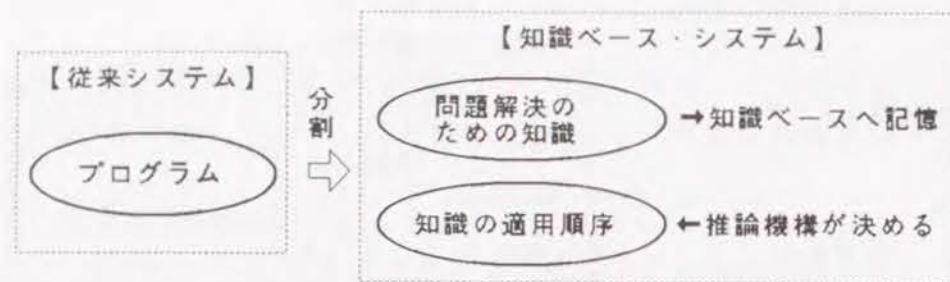 【従来システム】
プログラム
分割
【知識ベース・システム】
問題解決の
ための知識
→知識ベースへ記憶
知識の適用順序
←推論機構が決める